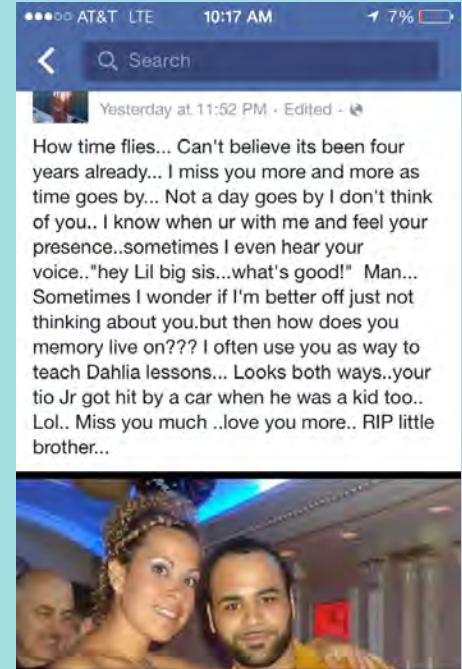 AT&T LTE 10:17 AM 7%
Search
Yesterday at 11:52 PM · Edited ·
How time flies... Can't believe its been four
years already... I miss you more and more as
time goes by... Not a day goes by I don't think
of you.. I know when ur with me and feel your
presence..sometimes I even hear your
voice.."hey Lil big sis...what's good!" Man...
Sometimes I wonder if I'm better off just not
thinking about you.but then how does you
memory live on??? I often use you as way to
teach Dahlia lessons... Looks both ways..your
tio Jr got hit by a car when he was a kid too..
Lol.. Miss you much ..love you more.. RIP little
brother...